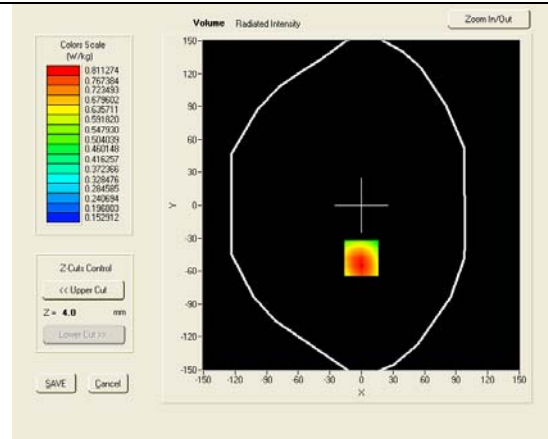 Volume Radiated Intensity
Zoom In/Out
Colors Scale
(W/kg)
0.811274
0.767384
0.723493
0.679602
0.635711
0.591820
0.547930
0.504039
0.460148
0.416257
0.372366
0.328476
0.284585
0.240694
0.196803
0.152912
Z-Cuts Control
<< Upper Cut
Z = 4.0 mm
Lower Cut >>
SAVE
Cancel
150
120
90
60
30
0
-30
-60
-90
-120
-150
Y
-150 -120 -90 -60 -30 0 30 60 90 120 150
X